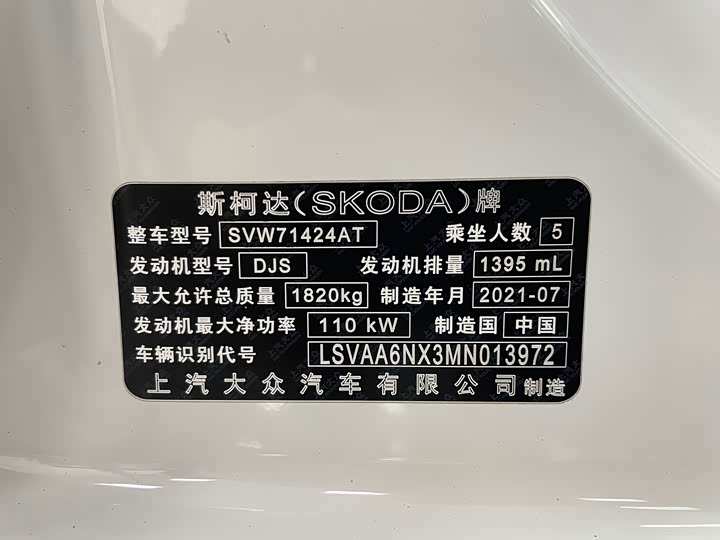 斯柯达(SKODA)牌
整车型号 SVW71424AT 乘坐人数 5
发动机型号 DJS 发动机排量 1395 mL
最大允许总质量 1820kg 制造年月 2021-07
发动机最大净功率 110 kW 制造国 中国
车辆识别代号 LSVAA6NX3MN013972
上汽大众汽车有限公司制造